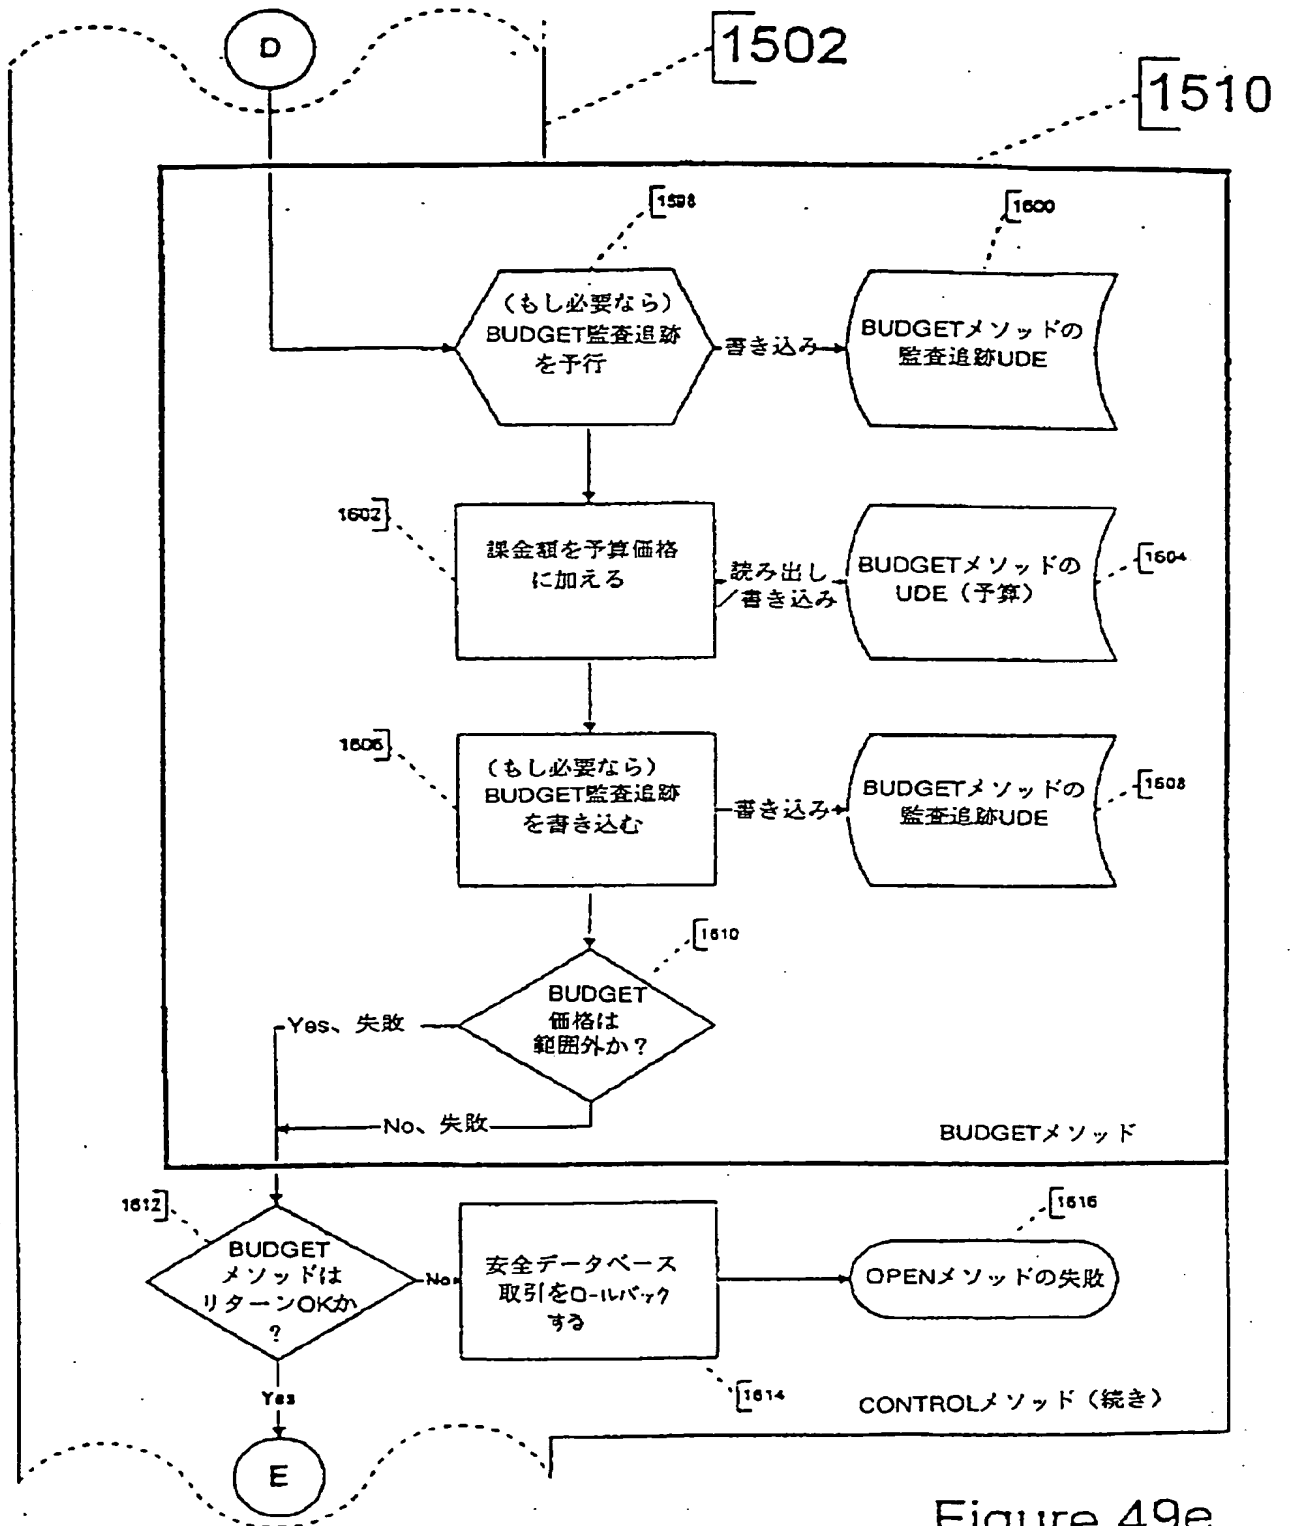 D
1502
1510
1598
1600
(もし必要なら)
BUDGET監査追跡
を予行
書き込み
BUDGETメソッドの
監査追跡UDE
1602
課金額を予算価格
に加える
読み出し
/書き込み
BUDGETメソッドの
UDE(予算)
1604
1606
(もし必要なら)
BUDGET監査追跡
を書き込む
書き込み
BUDGETメソッドの
監査追跡UDE
1608
1610
BUDGET
価格は
範囲外か?
Yes、失敗
No、失敗
BUDGETメソッド
1612
BUDGET
メソッドは
リターンOKか
?
No
安全データベース
取引をロールバック
する
1616
OPENメソッドの失敗
1614
Yes
CONTROLメソッド(続き)
E
Figure 49e